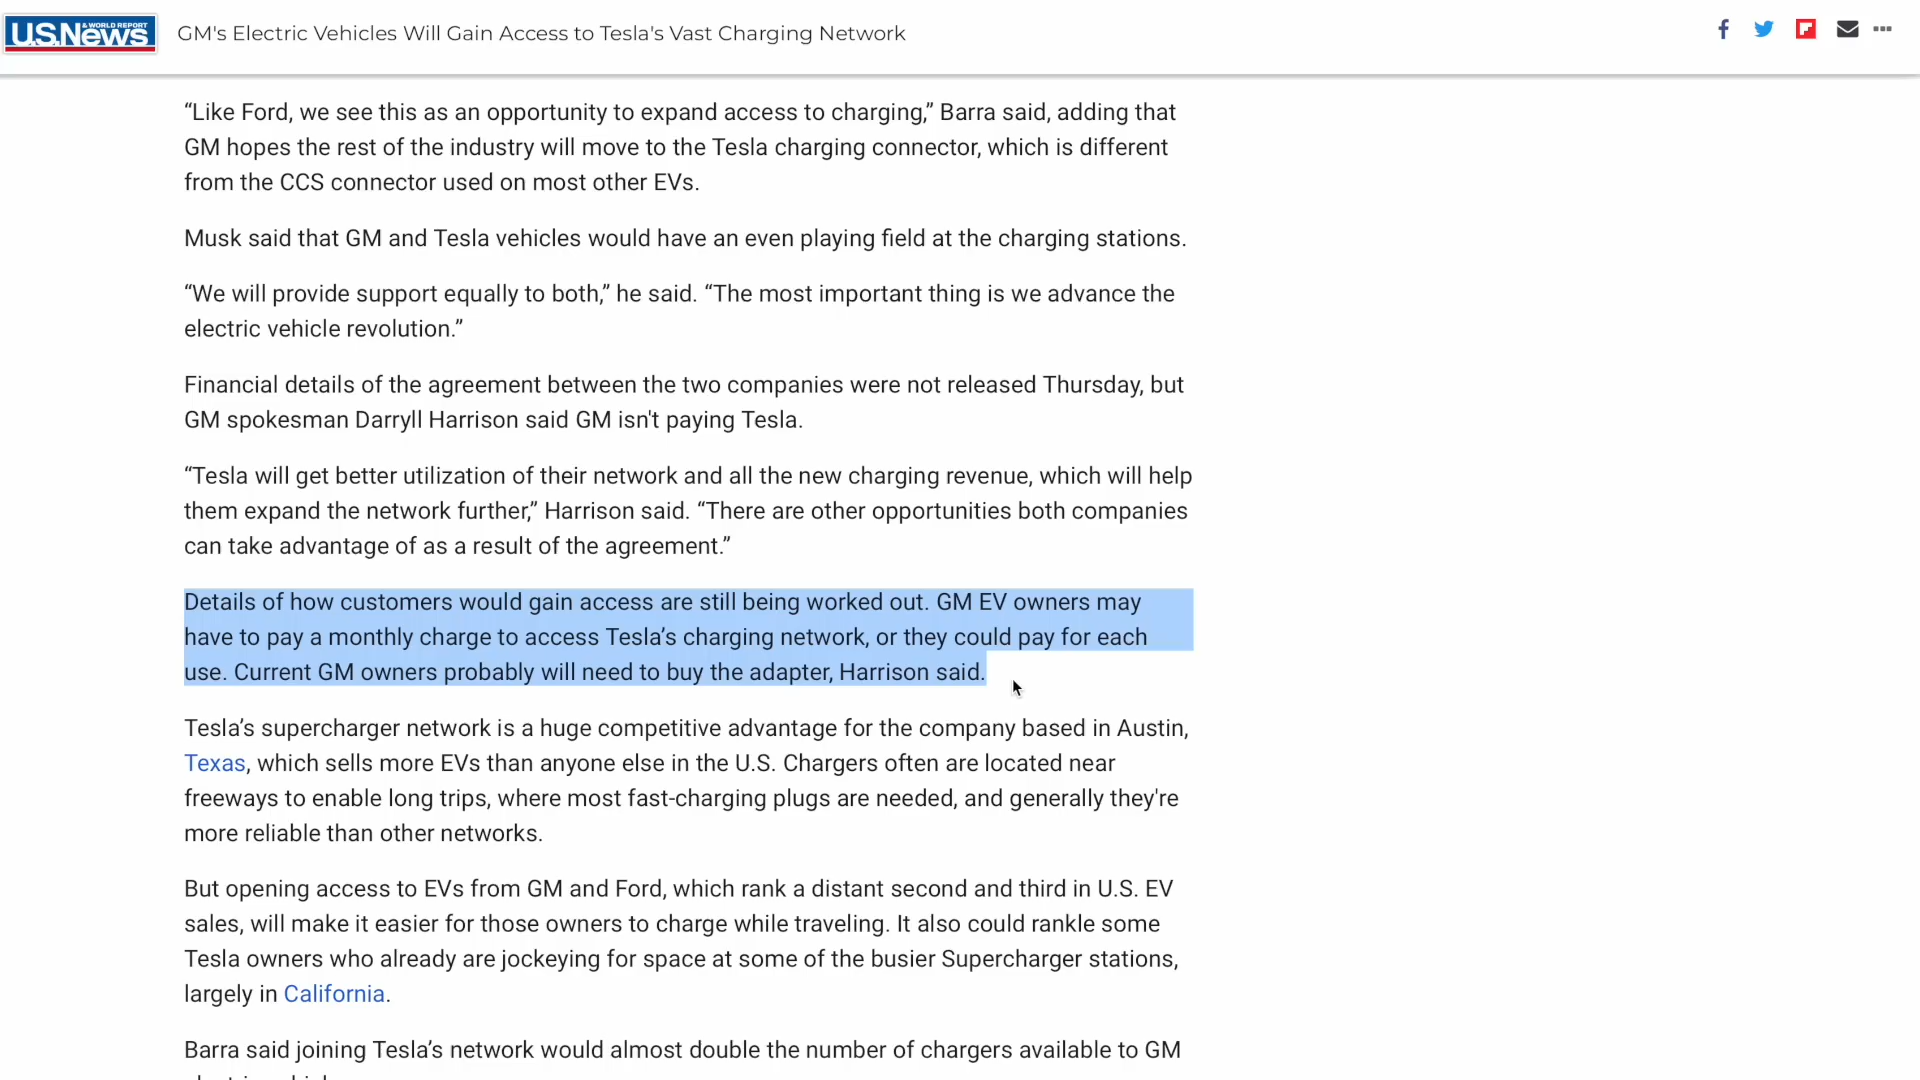 U.S.News & WORLD REPORT
GM's Electric Vehicles Will Gain Access to Tesla's Vast Charging Network
“Like Ford, we see this as an opportunity to expand access to charging,” Barra said, adding that
GM hopes the rest of the industry will move to the Tesla charging connector, which is different
from the CCS connector used on most other EVs.
Musk said that GM and Tesla vehicles would have an even playing field at the charging stations.
“We will provide support equally to both,” he said. “The most important thing is we advance the
electric vehicle revolution.”
Financial details of the agreement between the two companies were not released Thursday, but
GM spokesman Darryll Harrison said GM isn't paying Tesla.
“Tesla will get better utilization of their network and all the new charging revenue, which will help
them expand the network further,” Harrison said. “There are other opportunities both companies
can take advantage of as a result of the agreement.”
Details of how customers would gain access are still being worked out. GM EV owners may
have to pay a monthly charge to access Tesla’s charging network, or they could pay for each
use. Current GM owners probably will need to buy the adapter, Harrison said.
Tesla’s supercharger network is a huge competitive advantage for the company based in Austin,
Texas, which sells more EVs than anyone else in the U.S. Chargers often are located near
freeways to enable long trips, where most fast-charging plugs are needed, and generally they're
more reliable than other networks.
But opening access to EVs from GM and Ford, which rank a distant second and third in U.S. EV
sales, will make it easier for those owners to charge while traveling. It also could rankle some
Tesla owners who already are jockeying for space at some of the busier Supercharger stations,
largely in California.
Barra said joining Tesla’s network would almost double the number of chargers available to GM